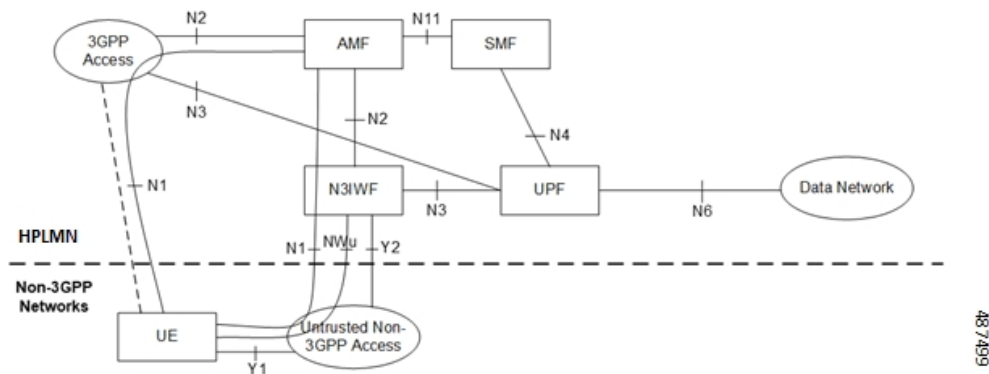 N2
N11
3GPP
Access
AMF
SMF
N3
N2
N4
N1
N3IWF
N3
UPF
N6
Data Network
HPLMN
N1
NWu
Y2
Non-3GPP
Networks
UE
Untrusted Non-
3GPP Access
Y1
487499